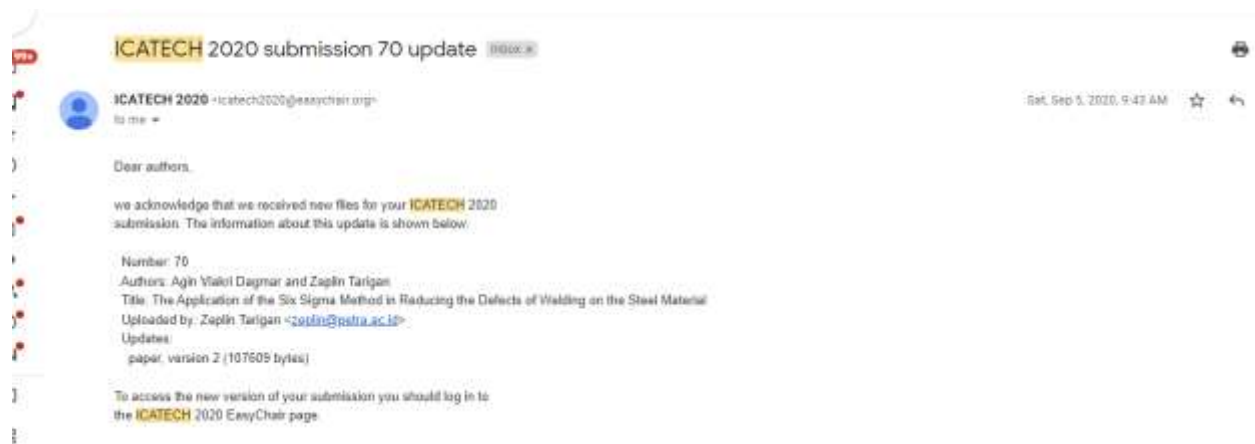 ICATECH 2020 submission 70 update Inbox x
99+
ICATECH 2020 <icatech2020@easychair.org>
Sat, Sep 5, 2020, 9:43 AM
to me
Dear authors,
we acknowledge that we received new files for your ICATECH 2020
submission. The information about this update is shown below.
Number: 70
Authors: Agin Vlakri Dagmar and Zeplin Tarigan
Title: The Application of the Six Sigma Method in Reducing the Defects of Welding on the Steel Material
Uploaded by: Zeplin Tarigan <zeplin@petra.ac.id>
Updates:
paper, version 2 (107609 bytes)
To access the new version of your submission you should log in to
the ICATECH 2020 EasyChair page.